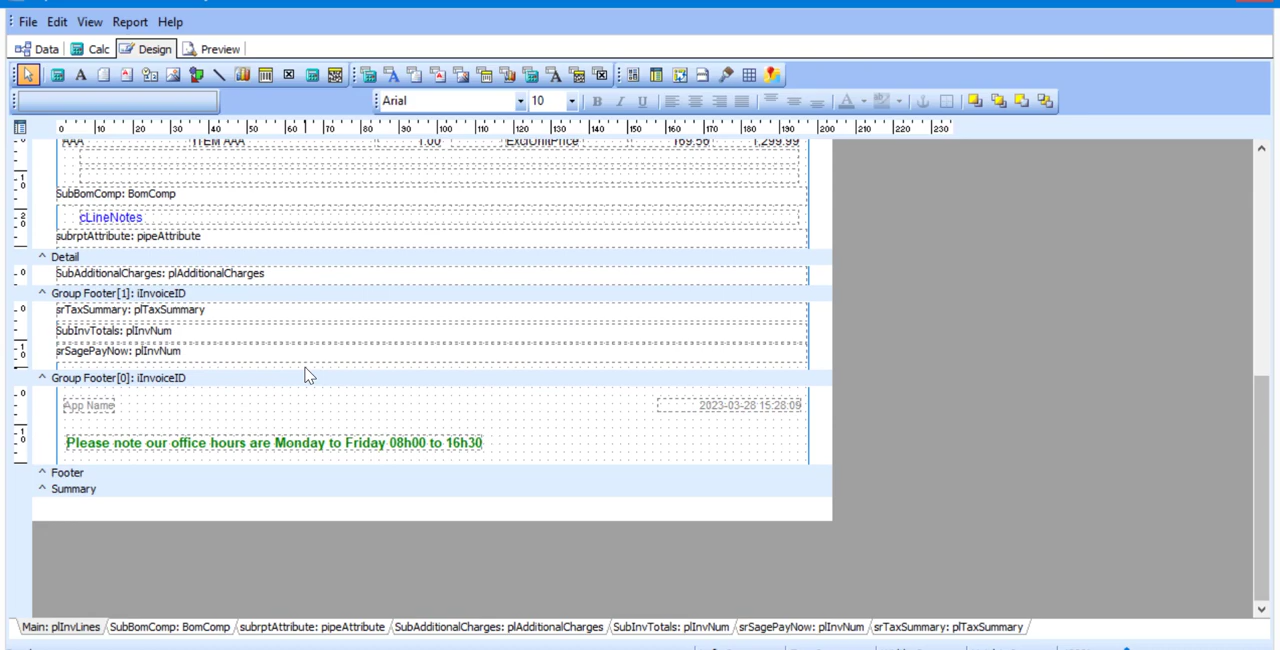 File Edit View Report Help
Data Calc Design Preview
A A A
Arial 10 B I U A
0 10 20 30 40 50 60 70 80 90 100 110 120 130 140 150 160 170 180 190 200 210 220 230
AAA ITEM AAA 1.00 ExclUnitPrice 169.56 1,299.99
SubBomComp: BomComp
cLineNotes
subrptAttribute: pipeAttribute
^ Detail
SubAdditionalCharges: plAdditionalCharges
^ Group Footer[1]: iInvoiceID
srTaxSummary: plTaxSummary
SubInvTotals: plInvNum
srSagePayNow: plInvNum
^ Group Footer[0]: iInvoiceID
App Name 2023-03-28 15:28:09
Please note our office hours are Monday to Friday 08h00 to 16h30
^ Footer
^ Summary
Main: plInvLines SubBomComp: BomComp subrptAttribute: pipeAttribute SubAdditionalCharges: plAdditionalCharges SubInvTotals: plInvNum srSagePayNow: plInvNum srTaxSummary: plTaxSummary